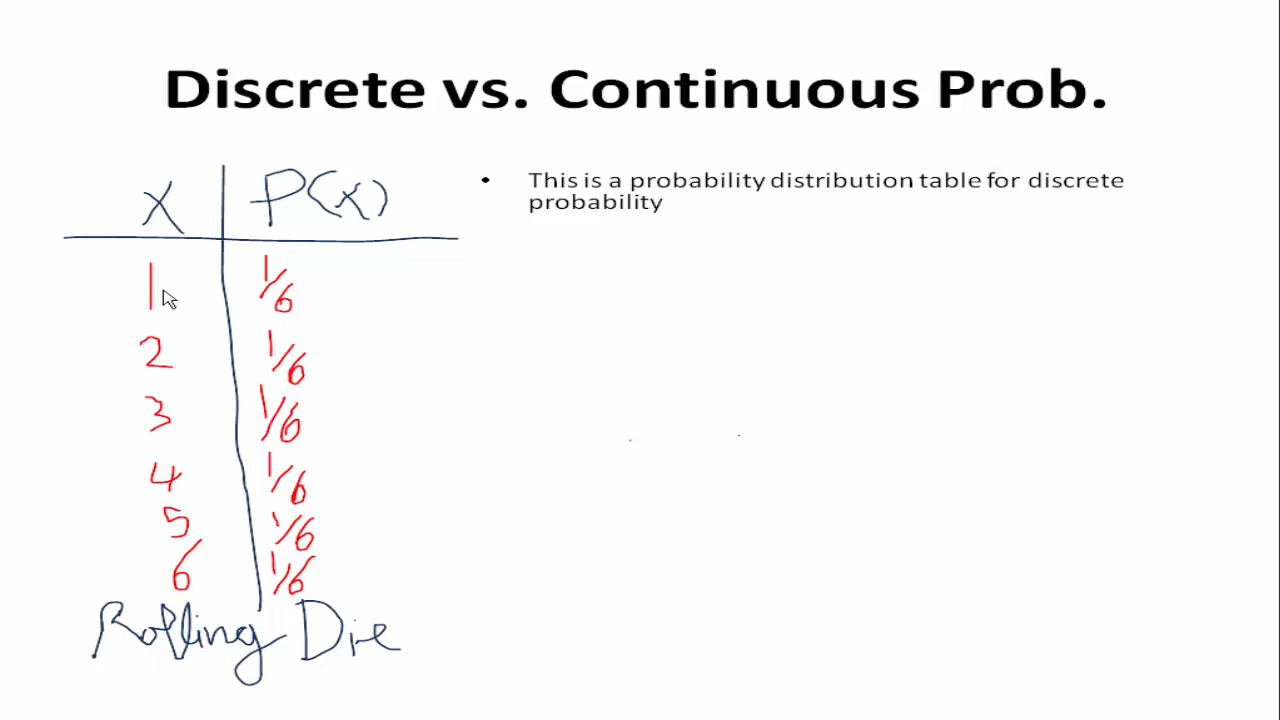 Discrete vs. Continuous Prob.
• This is a probability distribution table for discrete
probability
X P(x)
1 1/6
2 1/6
3 1/6
4 1/6
5 1/6
6 1/6
Rolling Die